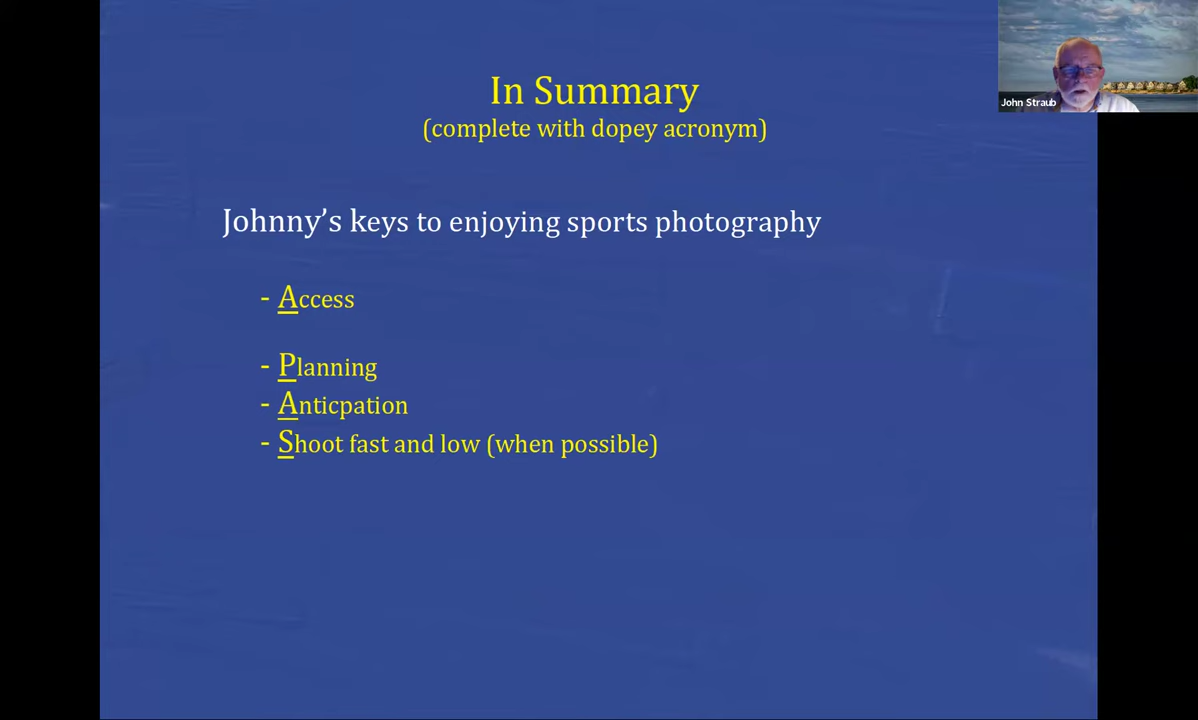 In Summary
(complete with dopey acronym)
John Straub
Johnny's keys to enjoying sports photography
- Access
- Planning
- Anticpation
- Shoot fast and low (when possible)